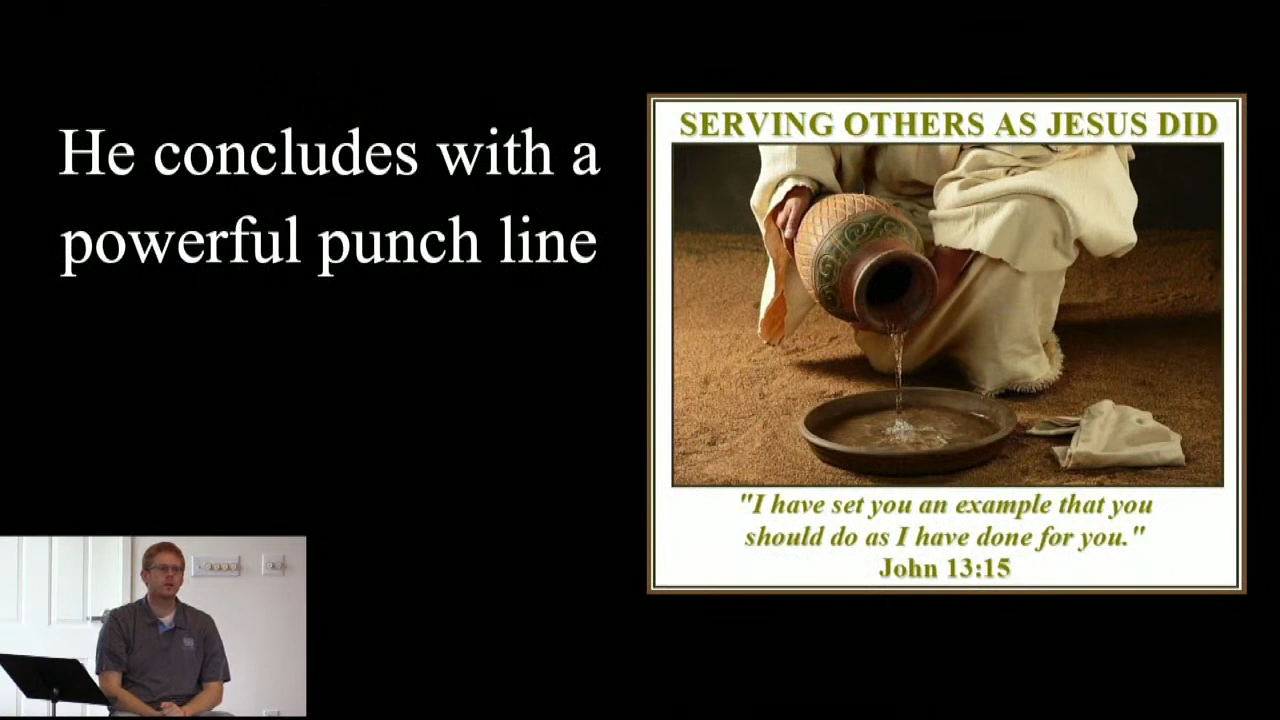 He concludes with a
powerful punch line
SERVING OTHERS AS JESUS DID
"I have set you an example that you
should do as I have done for you."
John 13:15